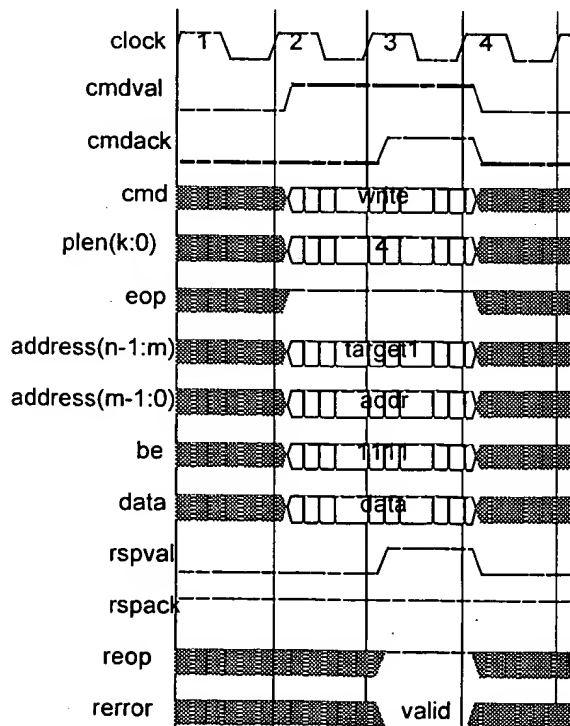 clock 1 2 3 4
cmdval
cmdack
cmd write
plen(k:0) 4
eop
address(n-1:m) target1
address(m-1:0) addr
be 1111
data data
rspval
rspack
reop
rerror valid